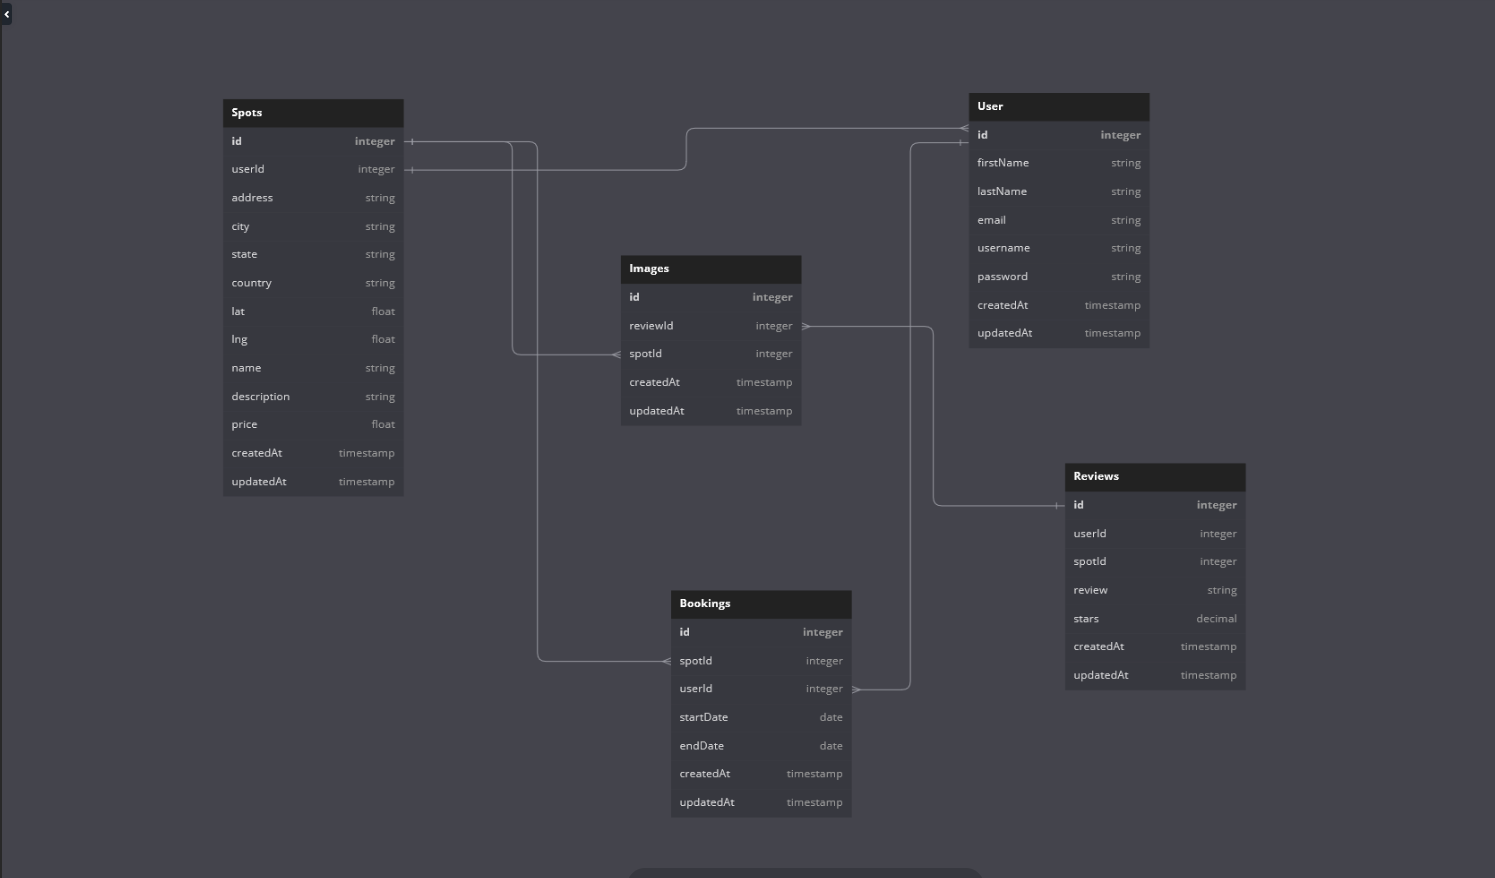 Spots
id integer
userId integer
address string
city string
state string
country string
lat float
lng float
name string
description string
price float
createdAt timestamp
updatedAt timestamp
User
id integer
firstName string
lastName string
email string
username string
password string
createdAt timestamp
updatedAt timestamp
Images
id integer
reviewId integer
spotId integer
createdAt timestamp
updatedAt timestamp
Reviews
id integer
userId integer
spotId integer
review string
stars decimal
createdAt timestamp
updatedAt timestamp
Bookings
id integer
spotId integer
userId integer
startDate date
endDate date
createdAt timestamp
updatedAt timestamp